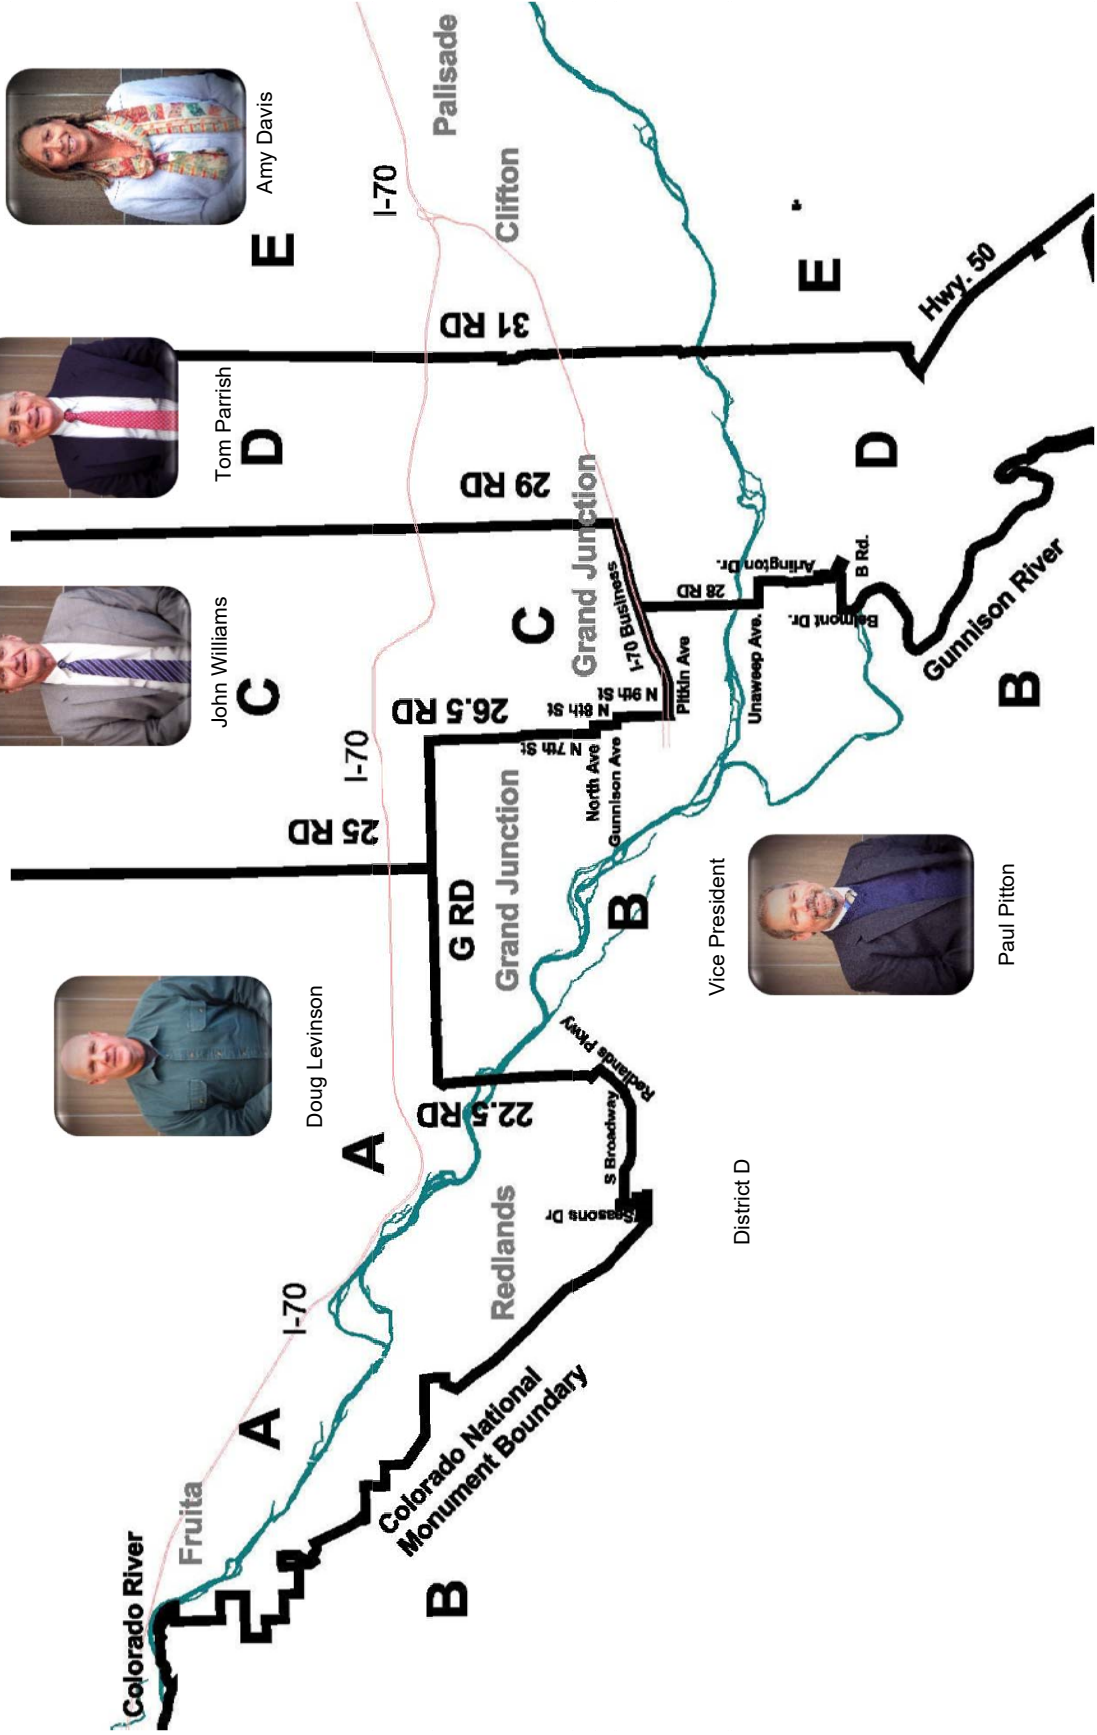 Amy Davis
E
Tom Parrish
D
John Williams
C
Doug Levinson
A
A
Colorado River
Fruita
I-70
I-70
I-70
25 RD
G RD
26.5 RD
29 RD
31 RD
Palisade
Clifton
Grand Junction
Grand Junction
C
I-70 Business
N 7th St
N 8th St
N 9th St
North Ave
Gunnison Ave
Pitkin Ave
28 RD
Unaweep Ave.
Arlington Dr.
B Rd.
Belmont Dr.
Gunnison River
Hwy. 50
E
D
B
B
B
22.5 RD
Redlands Pkwy
S Broadway
Seasons Dr
Redlands
Colorado National
Monument Boundary
Vice President
Paul Pitton
District D